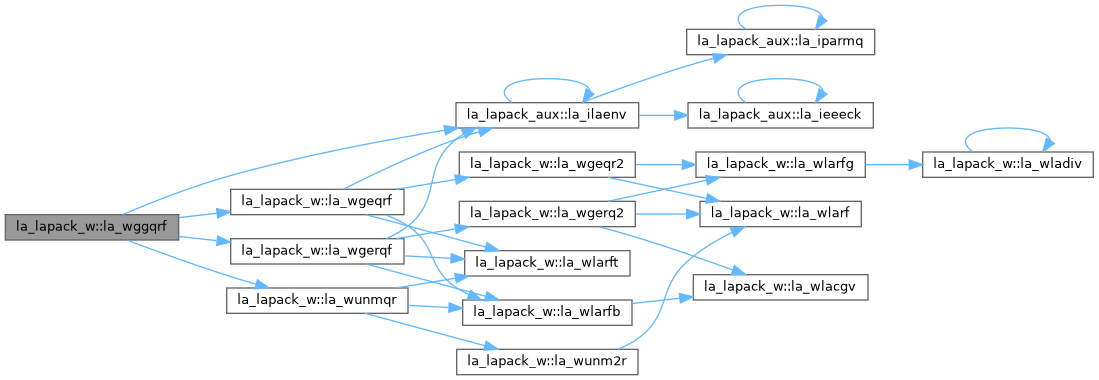 la_lapack_aux::la_iparmq
la_lapack_aux::la_ilaenv
la_lapack_aux::la_ieeeck
la_lapack_w::la_wgeqr2
la_lapack_w::la_wlarfg
la_lapack_w::la_wladiv
la_lapack_w::la_wgeqrf
la_lapack_w::la_wggqrf
la_lapack_w::la_wgerq2
la_lapack_w::la_wlarf
la_lapack_w::la_wgerqf
la_lapack_w::la_wlarft
la_lapack_w::la_wlacgv
la_lapack_w::la_wunmqr
la_lapack_w::la_wlarfb
la_lapack_w::la_wunm2r